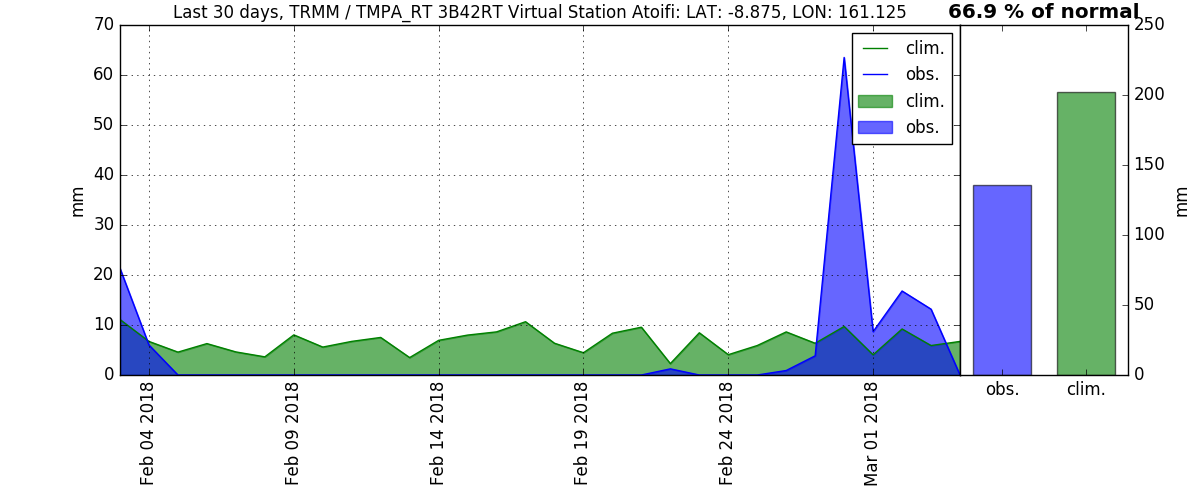 Last 30 days, TRMM / TMPA_RT 3B42RT Virtual Station Atoifi: LAT: -8.875, LON: 161.125
66.9 % of normal
70
60
50
40
30
20
10
0
mm
clim.
obs.
clim.
obs.
Feb 04 2018
Feb 09 2018
Feb 14 2018
Feb 19 2018
Feb 24 2018
Mar 01 2018
250
200
150
100
50
0
mm
obs.
clim.